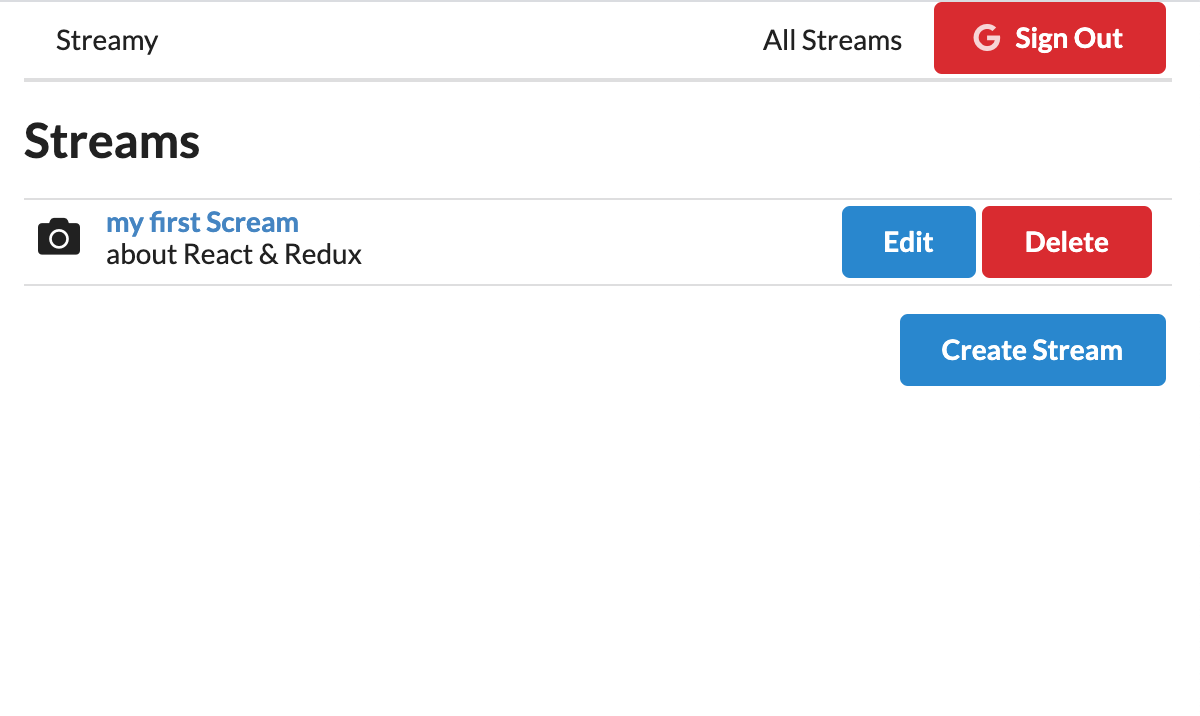 Streamy All Streams Sign Out
Streams
my first Scream
about React & Redux
Edit Delete
Create Stream